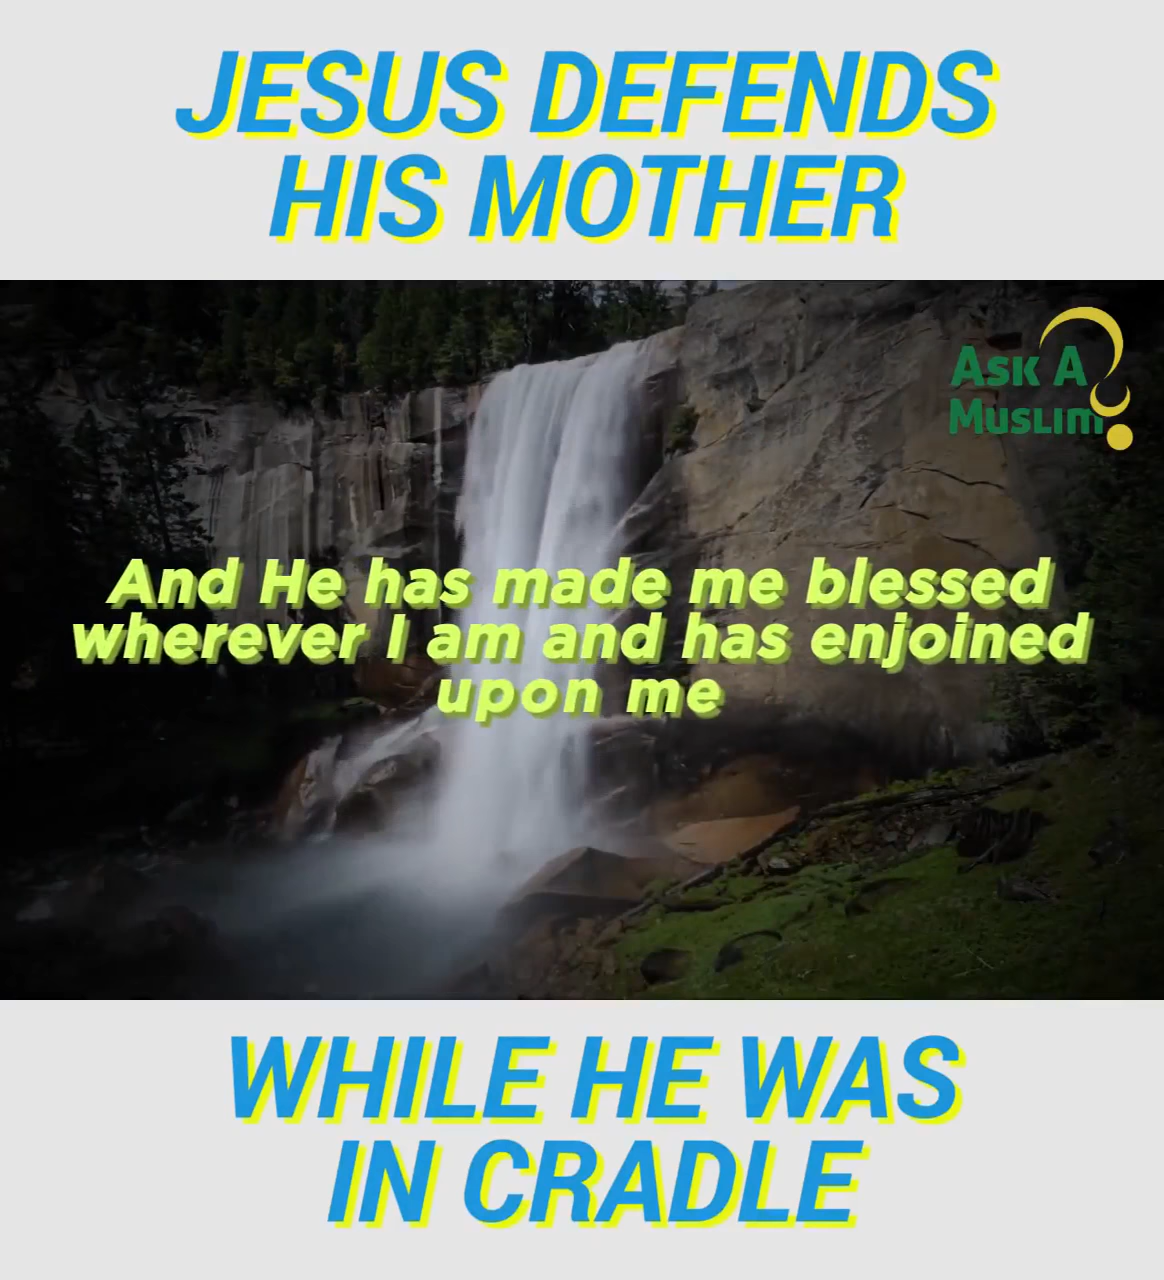 JESUS DEFENDS
HIS MOTHER
ASK A
MUSLIM
And He has made me blessed
wherever I am and has enjoined
upon me
WHILE HE WAS
IN CRADLE